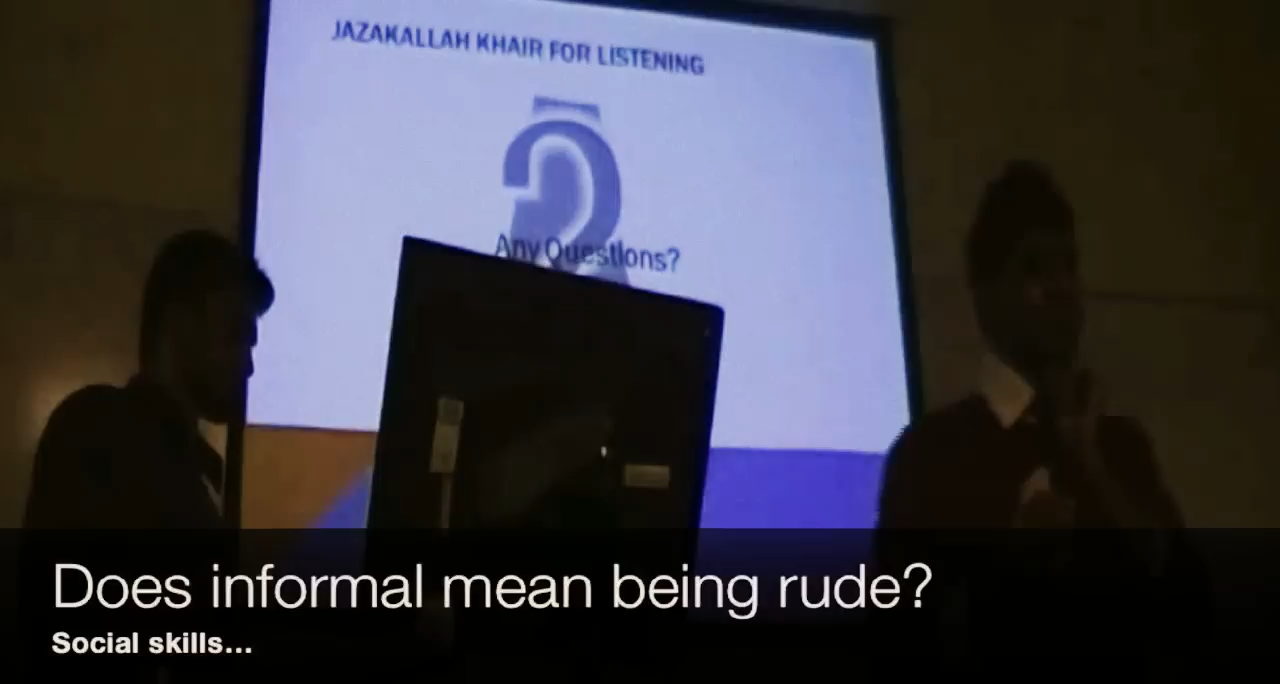 JAZAKALLAH KHAIR FOR LISTENING
Any Questions?
Does informal mean being rude?
Social skills...